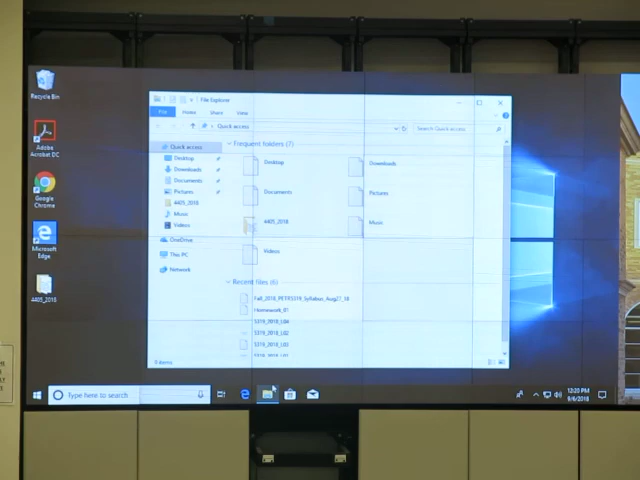 Recycle Bin
Adobe
Acrobat DC
Google
Chrome
Microsoft
Edge
4405_2018
File Explorer
File
Home
Share
View
Quick access
Search Quick access
Quick access
Desktop
Downloads
Documents
Pictures
4405_2018
Music
Videos
OneDrive
This PC
Network
Frequent folders (7)
Desktop
Downloads
Documents
Pictures
4405_2018
Music
Videos
Recent files (6)
Fall_2018_PETR5319_Syllabus_Aug27_18
Homework_01
5319_2018_L04
5319_2018_L02
5319_2018_L03
Type here to search
12:20 PM
9/6/2018